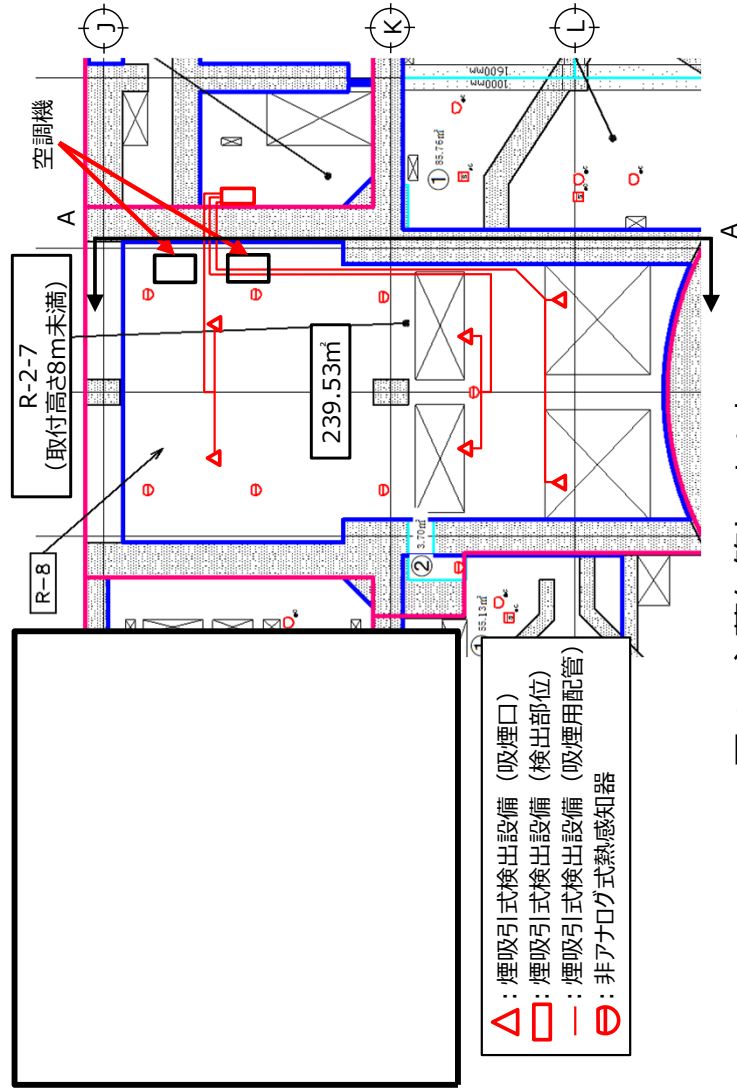 J
K
L
空調機
A
A
R-2-7
(取付高さ8m未満)
R-8
239.53㎡
① 85.76㎡
1000mm
1600mm
② 3.70㎡
55.13㎡
S
S
S
：煙吸引式検出設備（吸煙口）
：煙吸引式検出設備（検出部位）
：煙吸引式検出設備（吸煙用配管）
：非アナログ式熱感知器